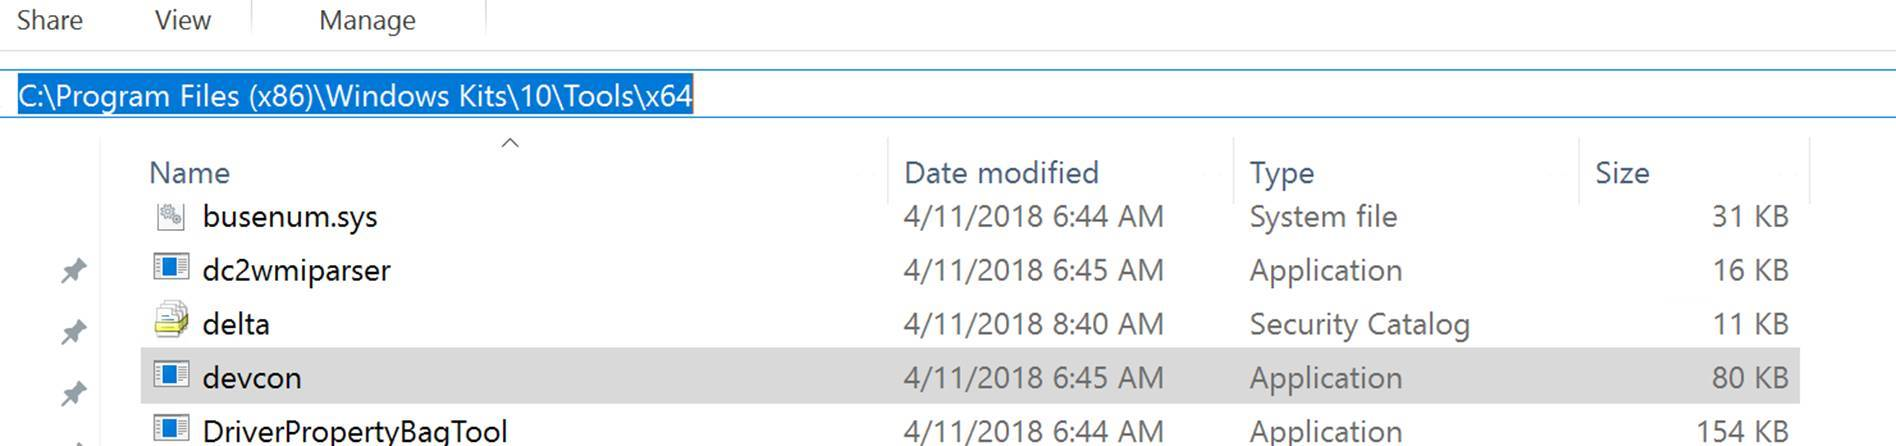 Share View Manage
C:\Program Files (x86)\Windows Kits\10\Tools\x64
Name Date modified Type Size
busenum.sys 4/11/2018 6:44 AM System file 31 KB
dc2wmiparser 4/11/2018 6:45 AM Application 16 KB
delta 4/11/2018 8:40 AM Security Catalog 11 KB
devcon 4/11/2018 6:45 AM Application 80 KB
DriverPropertyBagTool 4/11/2018 6:44 AM Application 154 KB